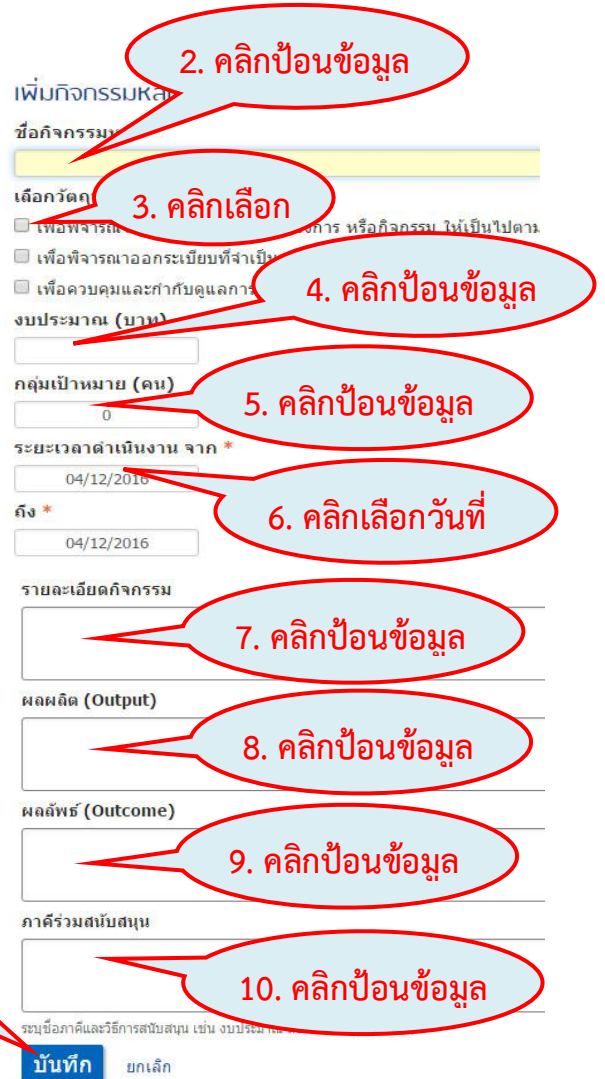 2. คลิกป้อนข้อมูล
เพิ่มกิจกรรมหลัก
ชื่อกิจกรรม
เลือกวัตถุ
3. คลิกเลือก
เพื่อพิจารณา การ หรือกิจกรรม ให้เป็นไปตาม
เพื่อพิจารณาออกระเบียบที่จำเป็น
4. คลิกป้อนข้อมูล
เพื่อควบคุมและกำกับดูแลการ
งบประมาณ (บาท)
กลุ่มเป้าหมาย (คน)
5. คลิกป้อนข้อมูล
0
ระยะเวลาดำเนินงาน จาก *
04/12/2016
6. คลิกเลือกวันที่
ถึง *
04/12/2016
รายละเอียดกิจกรรม
7. คลิกป้อนข้อมูล
ผลผลิต (Output)
8. คลิกป้อนข้อมูล
ผลลัพธ์ (Outcome)
9. คลิกป้อนข้อมูล
ภาคีร่วมสนับสนุน
10. คลิกป้อนข้อมูล
ระบุชื่อภาคีและวิธีการสนับสนุน เช่น งบประมาณ
บันทึก ยกเลิก